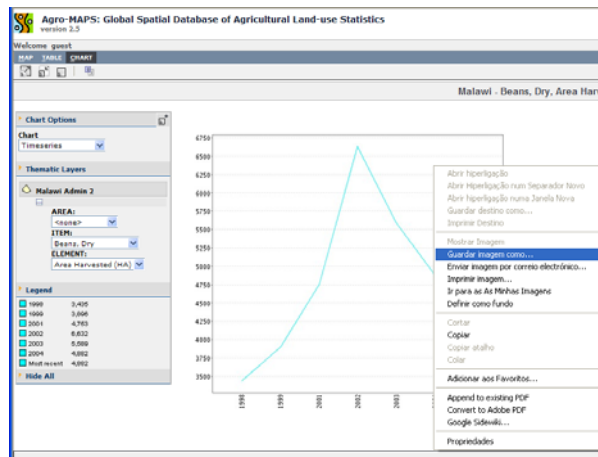 Agro-MAPS: Global Spatial Database of Agricultural Land-use Statistics
version 2.5
Welcome guest
MAP TABLE CHART
Malawi - Beans, Dry, Area Har
Chart Options
Chart
Timeseries
Thematic Layers
Malawi Admin 2
AREA:
<none>
ITEM:
Beans, Dry
ELEMENT:
Area Harvested (HA)
Legend
1998 3,435
1999 3,896
2001 4,763
2002 6,632
2003 5,589
2004 4,882
Most recent 4,882
Hide All
6750
6500
6250
6000
5750
5500
5250
5000
4750
4500
4250
4000
3750
3500
1998
1999
2001
2002
2003
Abrir hiperligação
Abrir Hiperligação num Separador Novo
Abrir hiperligação numa Janela Nova
Guardar destino como...
Imprimir Destino
Mostrar Imagem
Guardar imagem como...
Enviar imagem por correio electrónico...
Imprimir imagem...
Ir para as As Minhas Imagens
Definir como fundo
Cortar
Copiar
Copiar atalho
Colar
Adicionar aos Favoritos...
Append to existing PDF
Convert to Adobe PDF
Google Sidewiki...
Propriedades